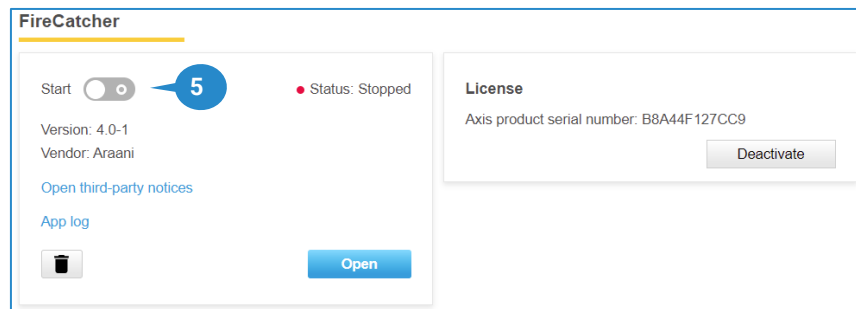 FireCatcher
Start
5
Status: Stopped
Version: 4.0-1
Vendor: Araani
Open third-party notices
App log
Open
License
Axis product serial number: B8A44F127CC9
Deactivate